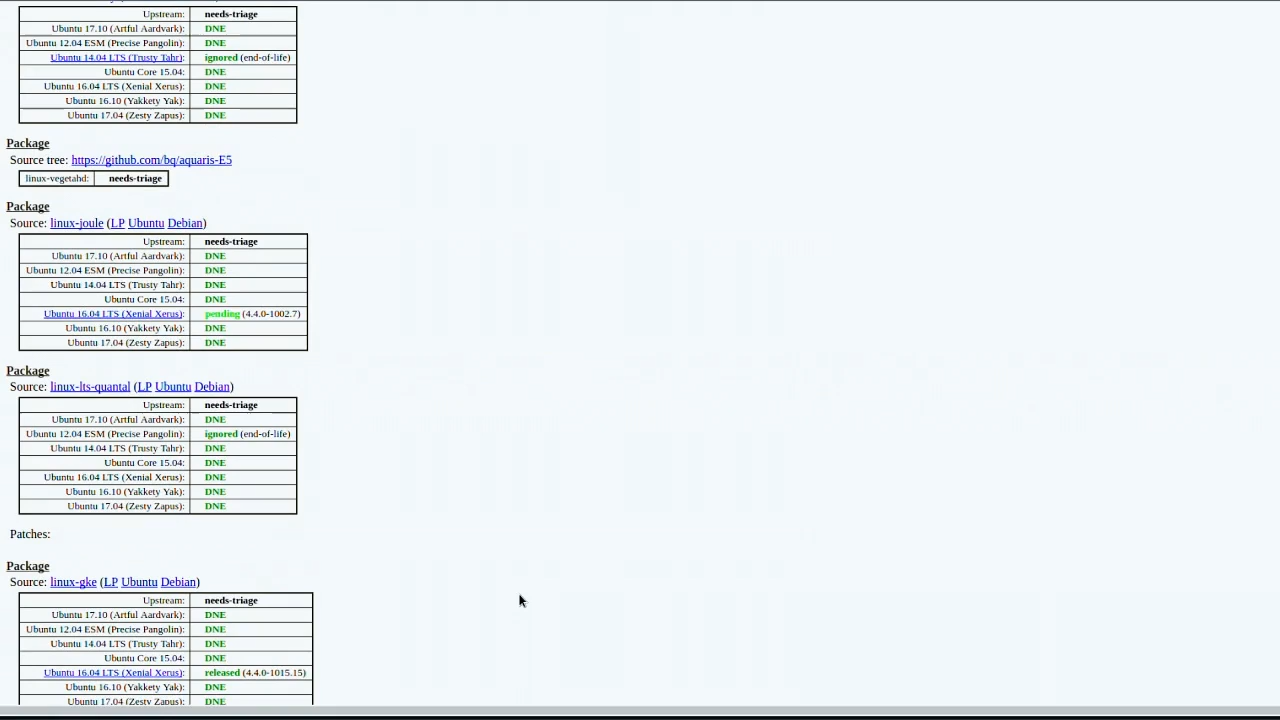 Upstream: needs-triage
Ubuntu 17.10 (Artful Aardvark): DNE
Ubuntu 12.04 ESM (Precise Pangolin): DNE
Ubuntu 14.04 LTS (Trusty Tahr): ignored (end-of-life)
Ubuntu Core 15.04: DNE
Ubuntu 16.04 LTS (Xenial Xerus): DNE
Ubuntu 16.10 (Yakkety Yak): DNE
Ubuntu 17.04 (Zesty Zapus): DNE
Package
Source tree: https://github.com/bq/aquaris-E5
linux-vegetahd: needs-triage
Package
Source: linux-joule (LP Ubuntu Debian)
Upstream: needs-triage
Ubuntu 17.10 (Artful Aardvark): DNE
Ubuntu 12.04 ESM (Precise Pangolin): DNE
Ubuntu 14.04 LTS (Trusty Tahr): DNE
Ubuntu Core 15.04: DNE
Ubuntu 16.04 LTS (Xenial Xerus): pending (4.4.0-1002.7)
Ubuntu 16.10 (Yakkety Yak): DNE
Ubuntu 17.04 (Zesty Zapus): DNE
Package
Source: linux-lts-quantal (LP Ubuntu Debian)
Upstream: needs-triage
Ubuntu 17.10 (Artful Aardvark): DNE
Ubuntu 12.04 ESM (Precise Pangolin): ignored (end-of-life)
Ubuntu 14.04 LTS (Trusty Tahr): DNE
Ubuntu Core 15.04: DNE
Ubuntu 16.04 LTS (Xenial Xerus): DNE
Ubuntu 16.10 (Yakkety Yak): DNE
Ubuntu 17.04 (Zesty Zapus): DNE
Patches:
Package
Source: linux-gke (LP Ubuntu Debian)
Upstream: needs-triage
Ubuntu 17.10 (Artful Aardvark): DNE
Ubuntu 12.04 ESM (Precise Pangolin): DNE
Ubuntu 14.04 LTS (Trusty Tahr): DNE
Ubuntu Core 15.04: DNE
Ubuntu 16.04 LTS (Xenial Xerus): released (4.4.0-1015.15)
Ubuntu 16.10 (Yakkety Yak): DNE
Ubuntu 17.04 (Zesty Zapus): DNE